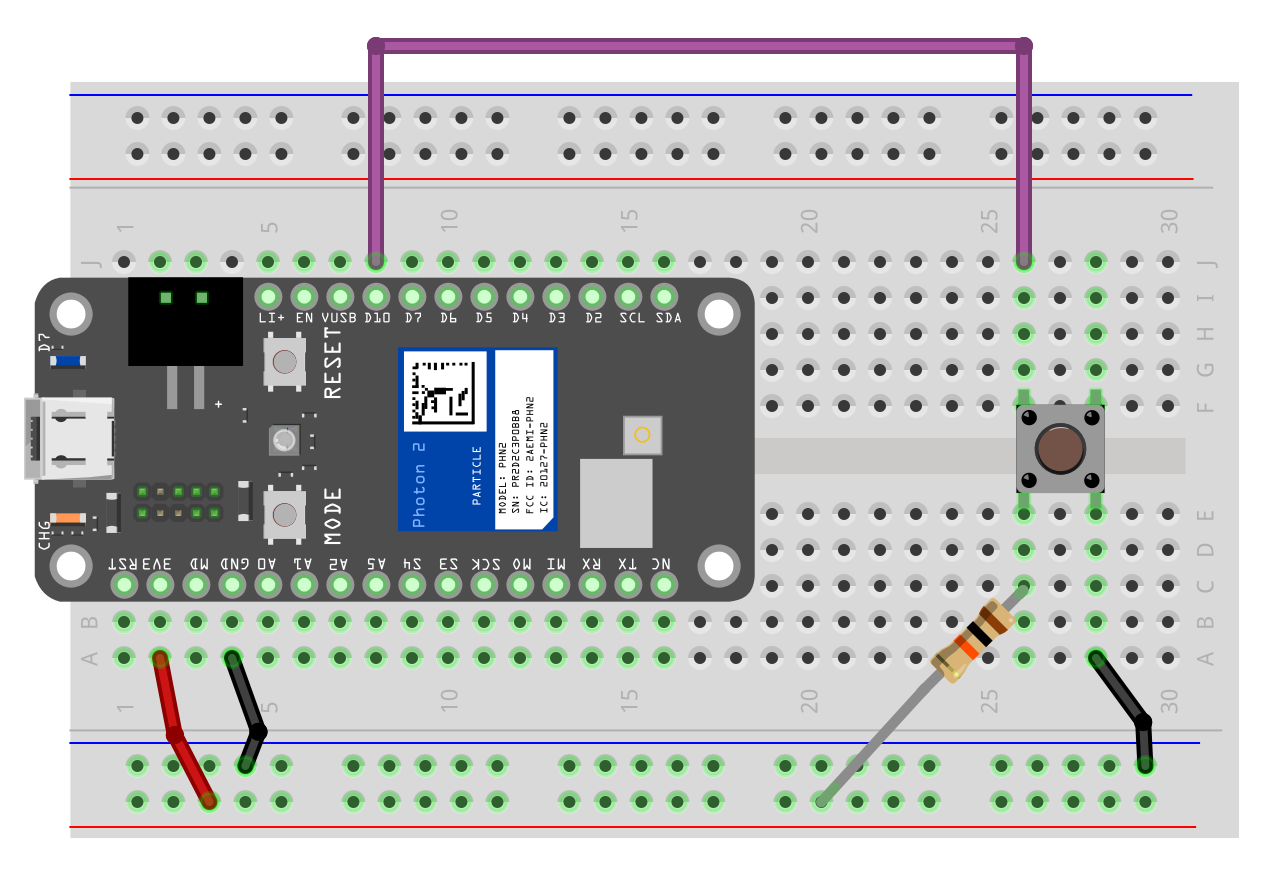 1 5 10 15 20 25 30
J J
I
H
G
F
LI+ EN VUSB D10 D7 D6 D5 D4 D3 D2 SCL SDA
D7
RESET
+
Photon 2
PARTICLE
MODEL: PHN2
SN: PR2D2C3P0BB8
FCC ID: 2AEMI-PHN2
IC: 20127-PHN2
MODE
CHG
RST 3V3 MD GND A0 A1 A2 A5 S4 S3 SCK MO MI RX TX NC
E
D
C
B B
A A
1 5 10 15 20 25 30